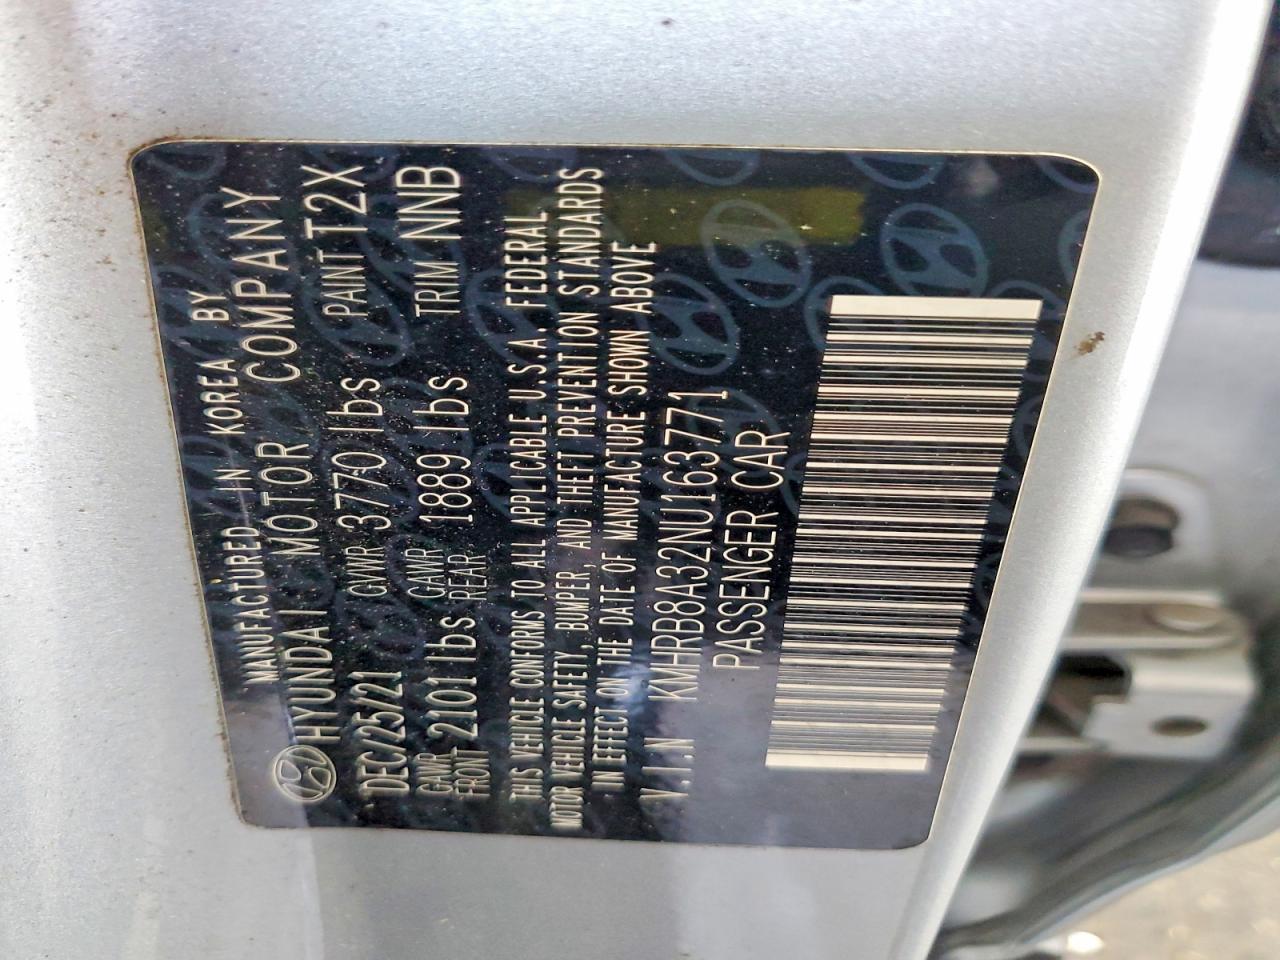 MANUFACTURED IN KOREA BY
HYUNDAI MOTOR COMPANY
DEC/25/21 GVWR 3770 lbs PAINT T2X
GAWR FRONT 2101 lbs GAWR REAR 1889 lbs TRIM NNB
THIS VEHICLE CONFORMS TO ALL APPLICABLE U.S.A. FEDERAL
MOTOR VEHICLE SAFETY, BUMPER, AND THEFT PREVENTION STANDARDS
IN EFFECT ON THE DATE OF MANUFACTURE SHOWN ABOVE
V.I.N KMHRB8A32NU163771
PASSENGER CAR